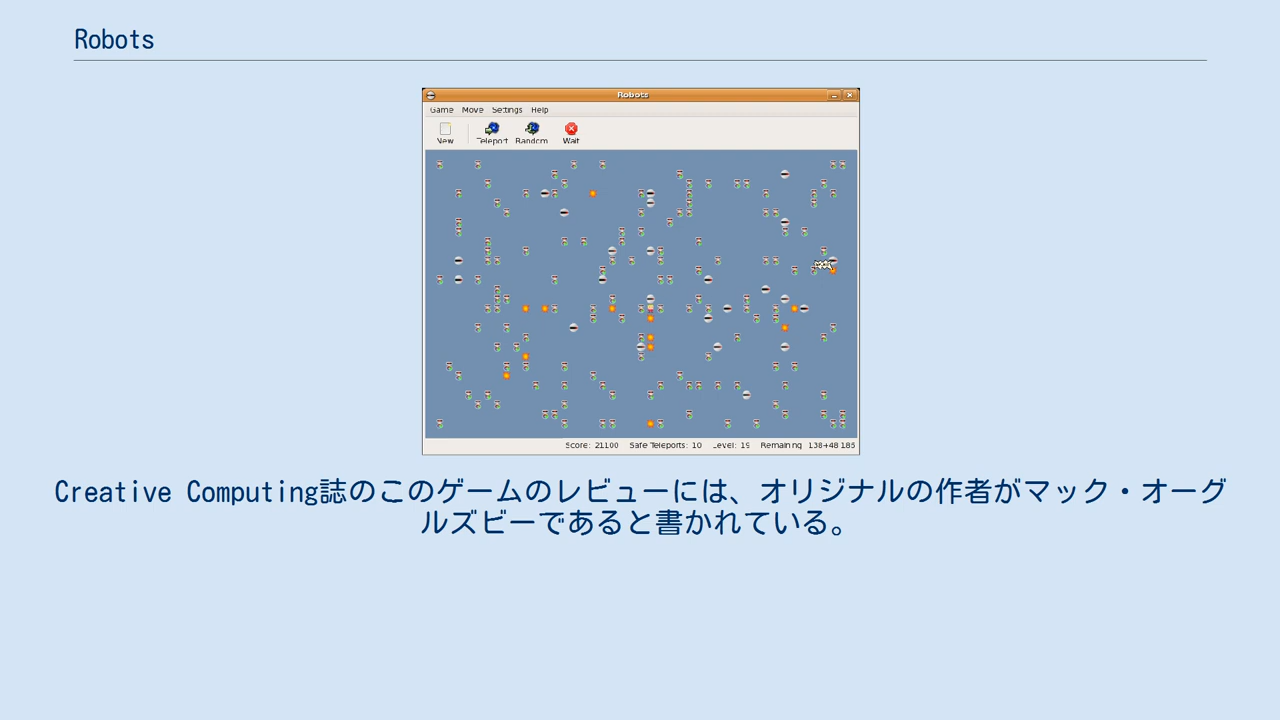 Robots
Robots
Game Move Settings Help
New Teleport Random Wait
Score: 21100 Safe Teleports: 10 Level: 19 Remaining 138+48 186
Creative Computing誌のこのゲームのレビューには、オリジナルの作者がマック・オーグ
ルズビーであると書かれている。